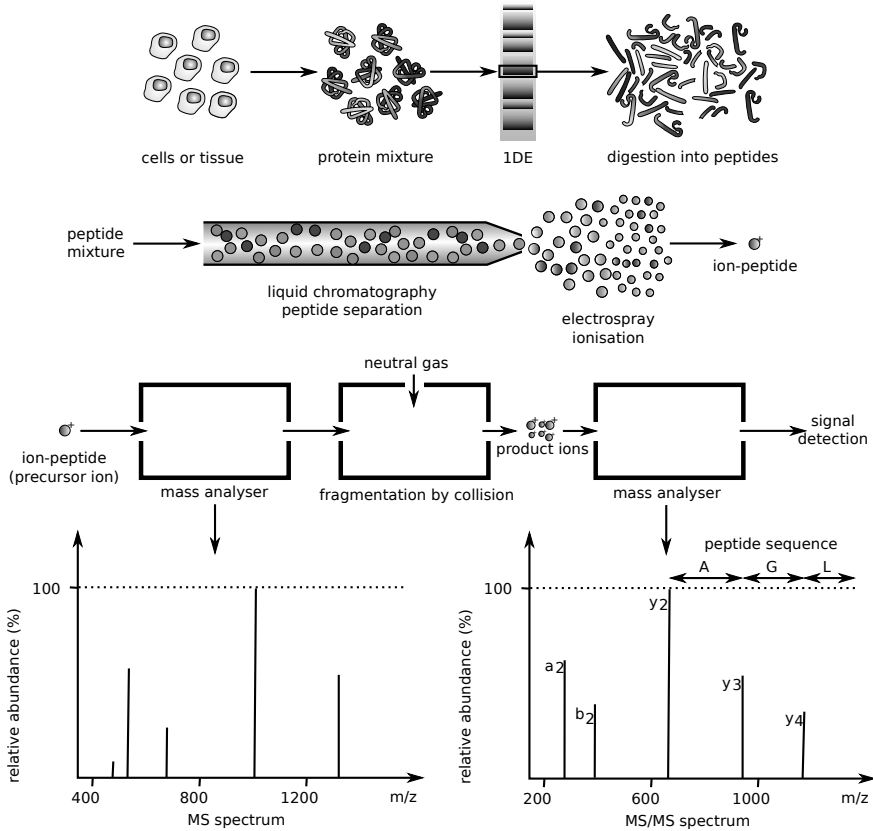 cells or tissue
protein mixture
1DE
digestion into peptides
peptide
mixture
liquid chromatography
peptide separation
electrospray
ionisation
+
ion-peptide
neutral gas
+
ion-peptide
(precursor ion)
mass analyser
fragmentation by collision
+ +
product ions
mass analyser
signal
detection
relative abundance (%)
100
400 800 1200 m/z
MS spectrum
peptide sequence
A G L
relative abundance (%)
100
a2
b2
y2
y3
y4
200 600 1000 m/z
MS/MS spectrum